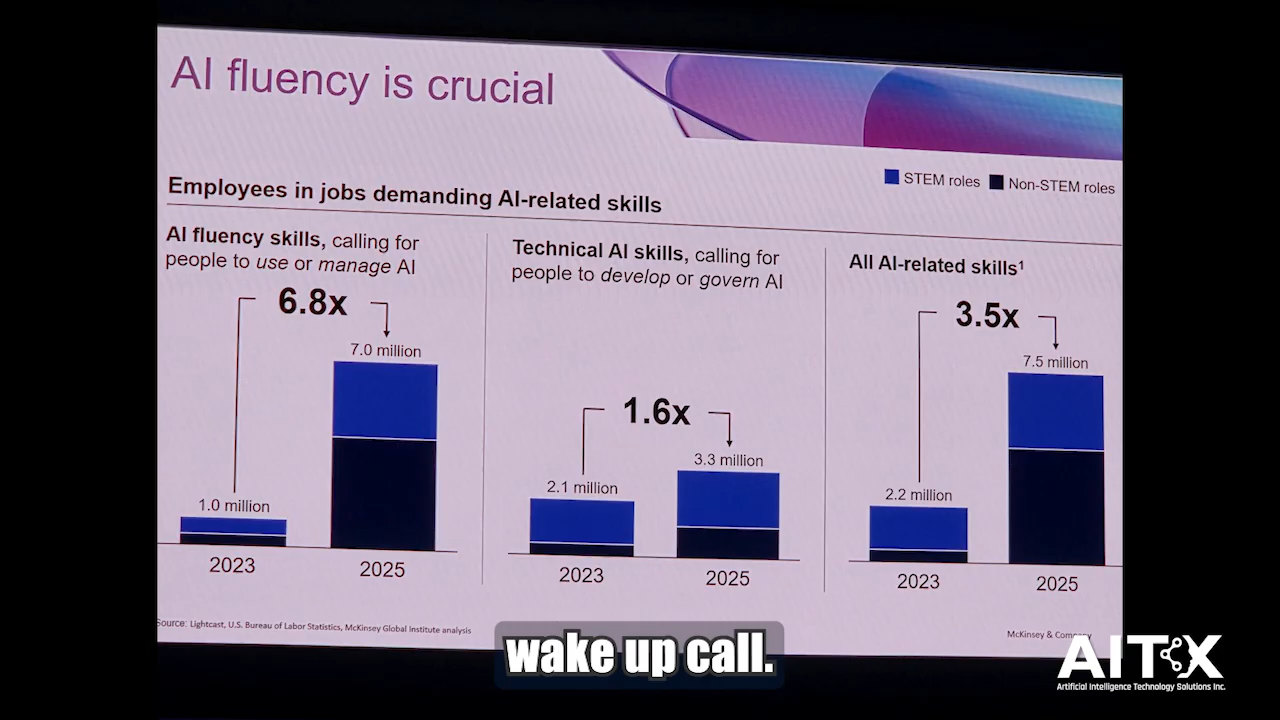 AI fluency is crucial
STEM roles
Non-STEM roles
Employees in jobs demanding AI-related skills
AI fluency skills, calling for
people to use or manage AI
6.8x
7.0 million
1.0 million
2023
2025
Technical AI skills, calling for
people to develop or govern AI
1.6x
3.3 million
2.1 million
2023
2025
All AI-related skills¹
3.5x
7.5 million
2.2 million
2023
2025
Source: Lightcast, U.S. Bureau of Labor Statistics, McKinsey Global Institute analysis
McKinsey & Company
wake up call.
AITX
Artificial Intelligence Technology Solutions Inc.